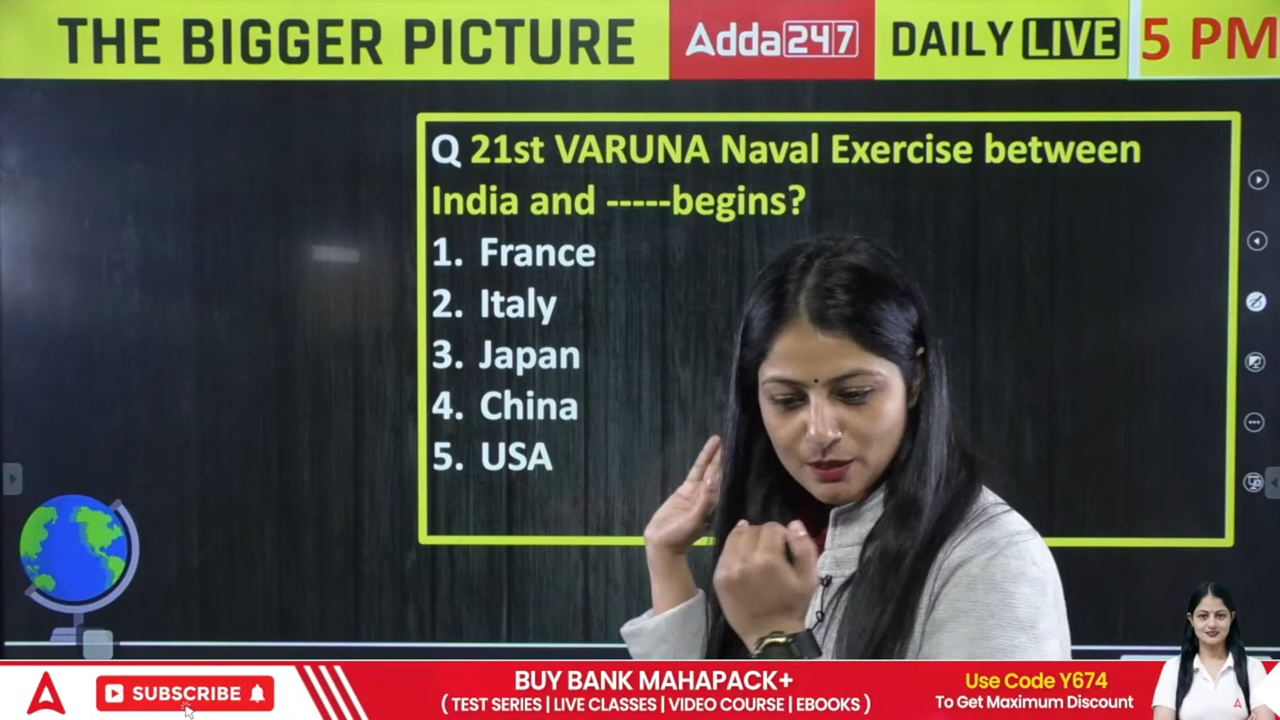 THE BIGGER PICTURE
Adda247
DAILY LIVE
5 PM
Q 21st VARUNA Naval Exercise between
India and -----begins?
1. France
2. Italy
3. Japan
4. China
5. USA
SUBSCRIBE
BUY BANK MAHAPACK+
( TEST SERIES | LIVE CLASSES | VIDEO COURSE | EBOOKS )
Use Code Y674
To Get Maximum Discount